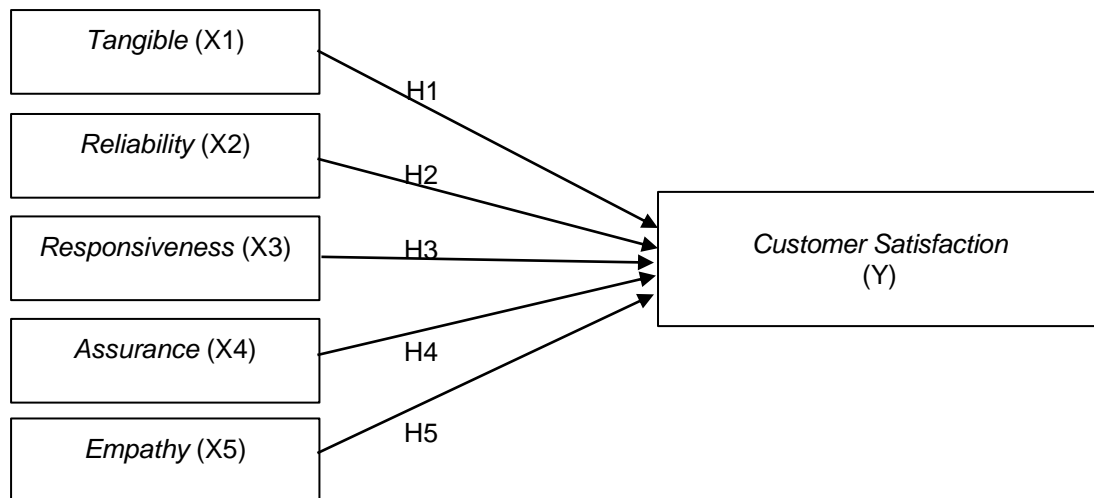 Tangible (X1)
H1
Reliability (X2)
H2
Responsiveness (X3)
H3
Customer Satisfaction
(Y)
Assurance (X4)
H4
Empathy (X5)
H5